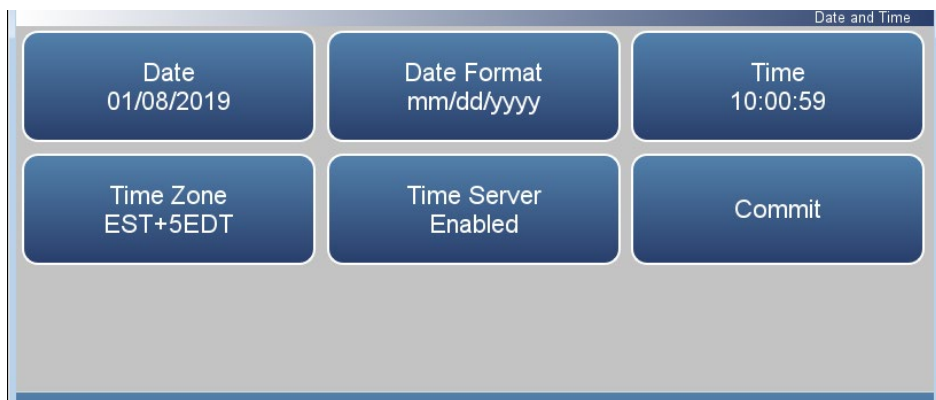 Date and Time
Date
01/08/2019
Date Format
mm/dd/yyyy
Time
10:00:59
Time Zone
EST+5EDT
Time Server
Enabled
Commit